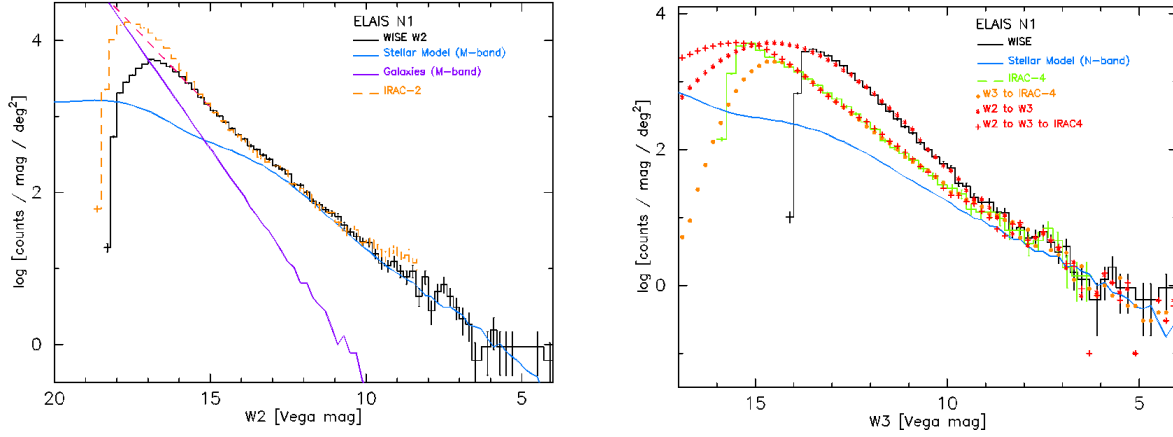 ELAIS N1
WISE W2
Stellar Model (M-band)
Galaxies (M-band)
IRAC-2
4
2
0
log [counts / mag / deg²]
20
15
10
5
W2 [Vega mag]
ELAIS N1
WISE
Stellar Model (N-band)
IRAC-4
W3 to IRAC-4
W2 to W3
W2 to W3 to IRAC4
4
2
0
log [counts / mag / deg²]
15
10
5
W3 [Vega mag]